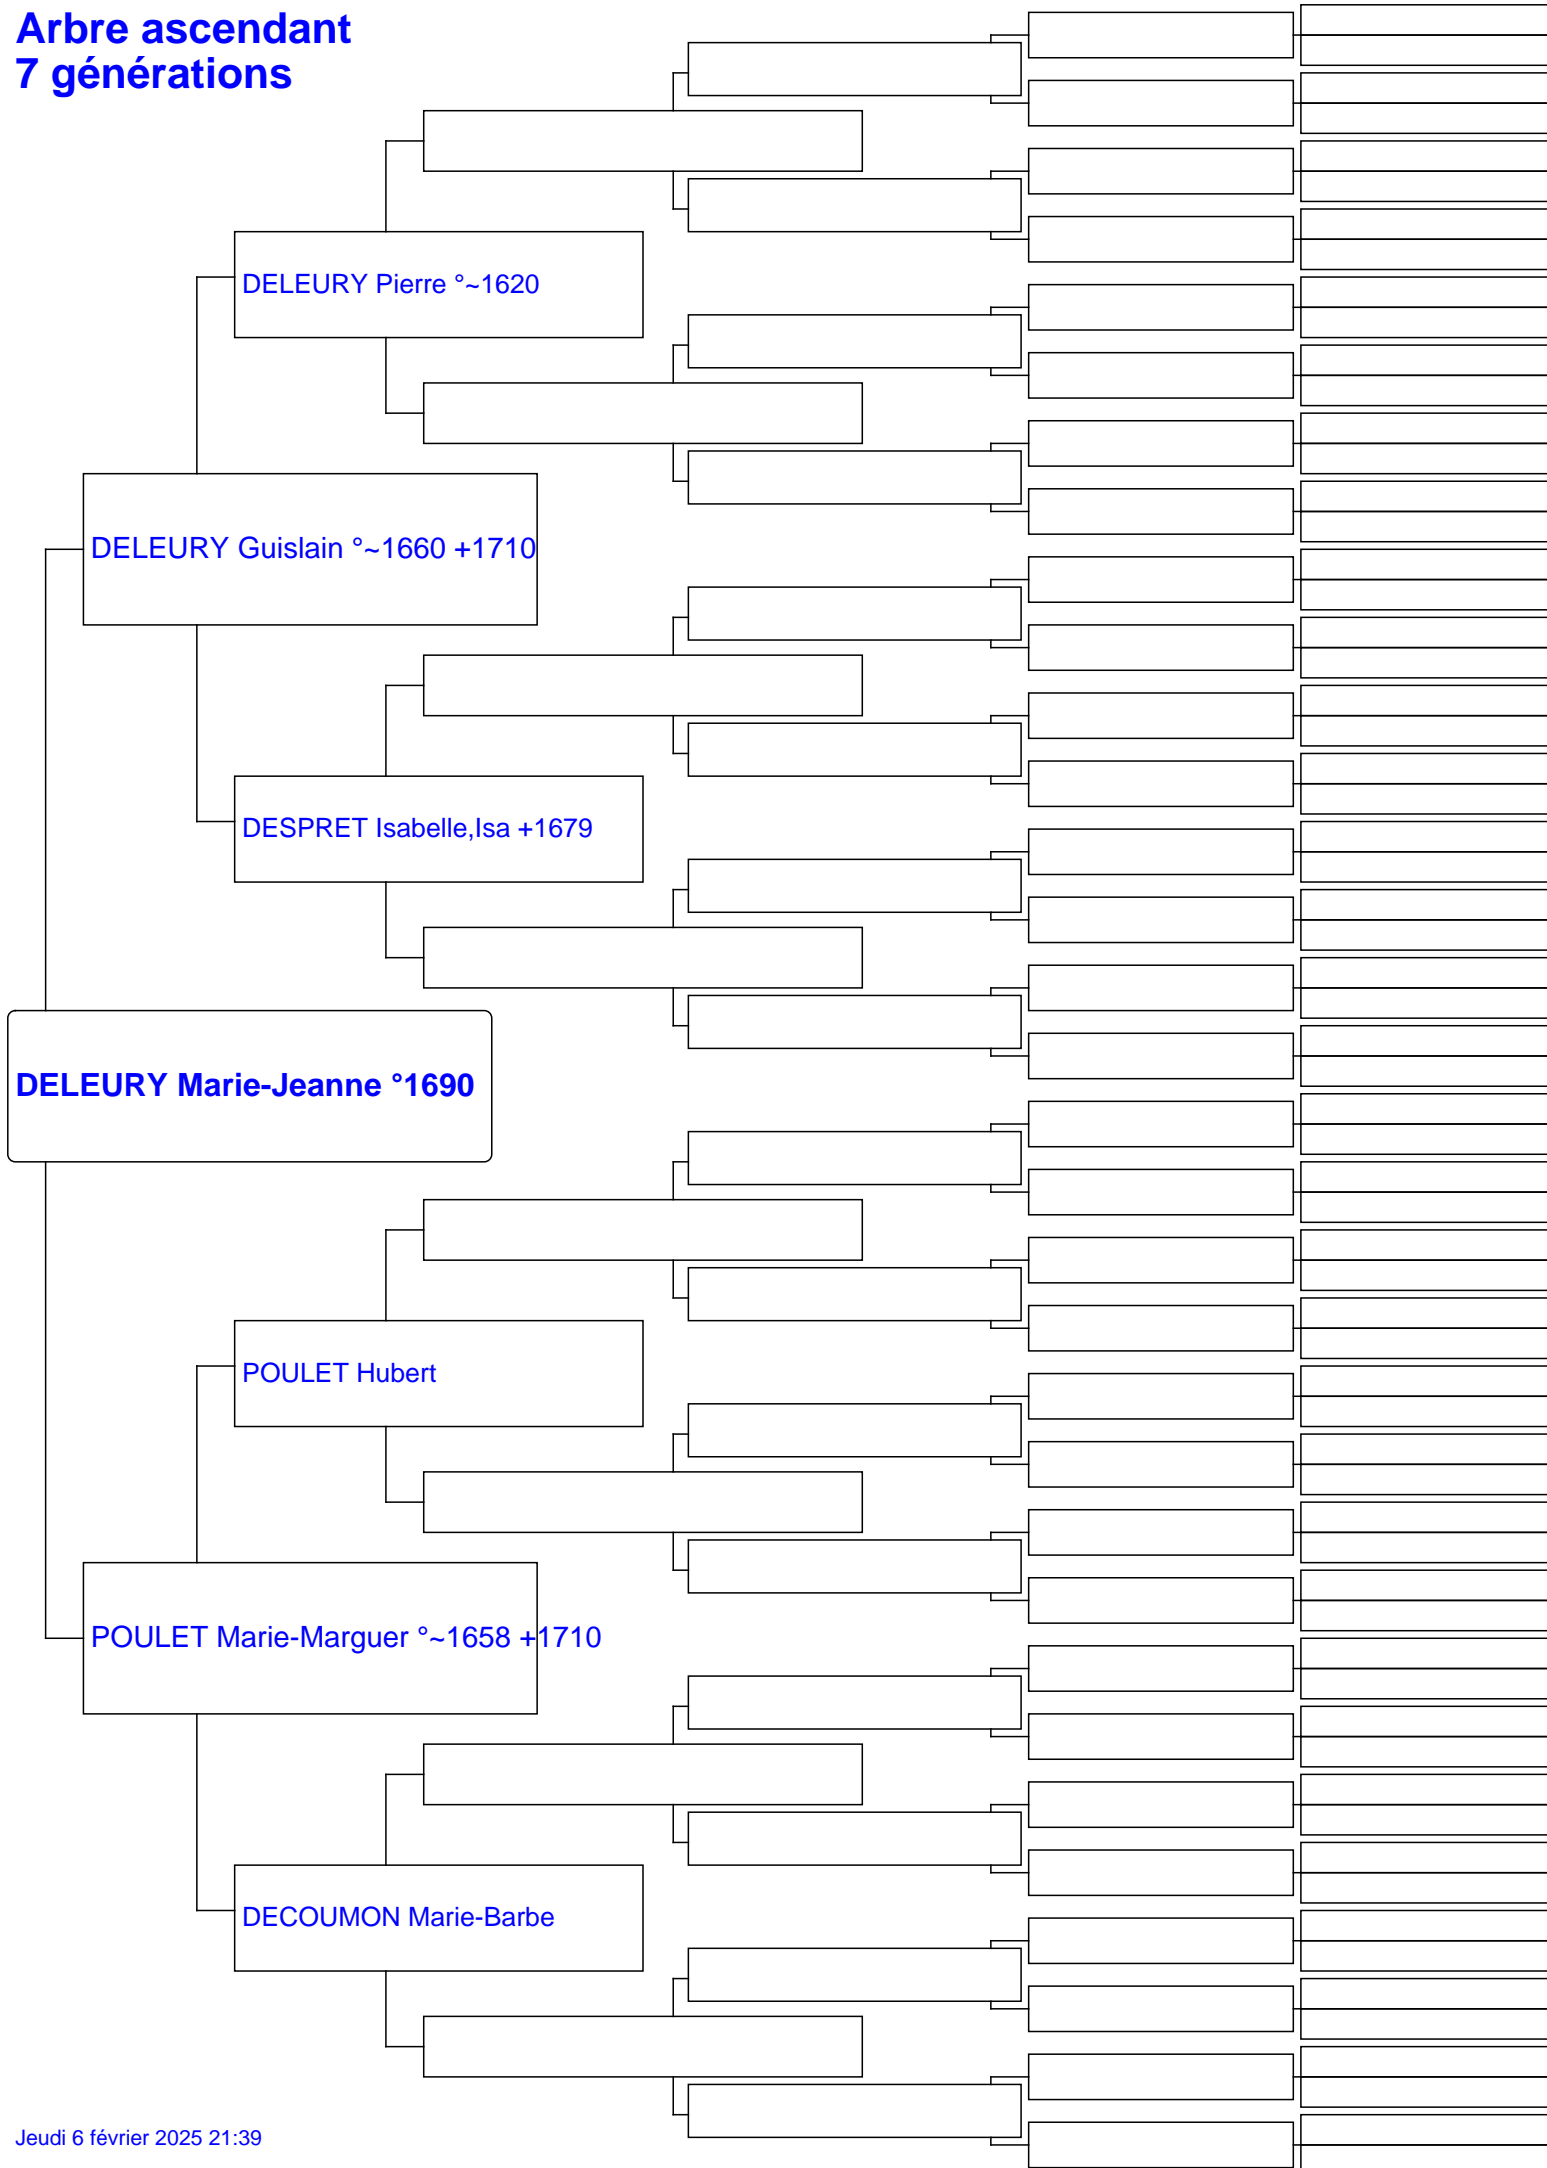 Arbre ascendant
7 générations
DELEURY Pierre °~1620
DELEURY Guislain °~1660 +1710
DESPRET Isabelle,Isa +1679
DELEURY Marie-Jeanne °1690
POULET Hubert
POULET Marie-Marguer °~1658 +1710
DECOUMON Marie-Barbe
Jeudi 6 février 2025 21:39